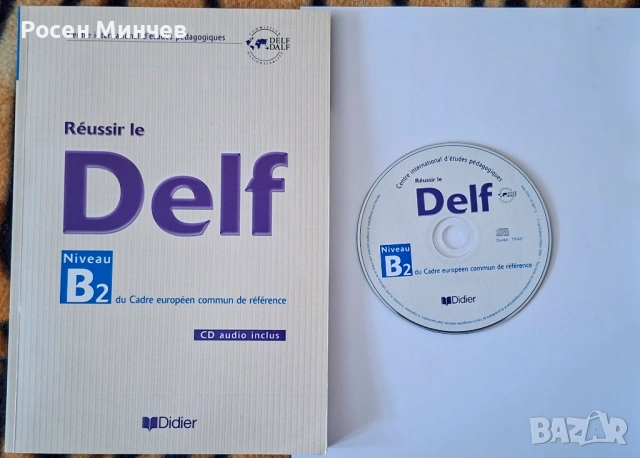 Росен Минчев
Centre international d'études pédagogiques
DELF
DALF
Réussir le
Delf
Niveau
B2
du Cadre européen commun de référence
CD audio inclus
Didier
Centre international d'études pédagogiques
Réussir le
Delf
Niveau
B2
du Cadre européen commun de référence
Didier
BAZAR